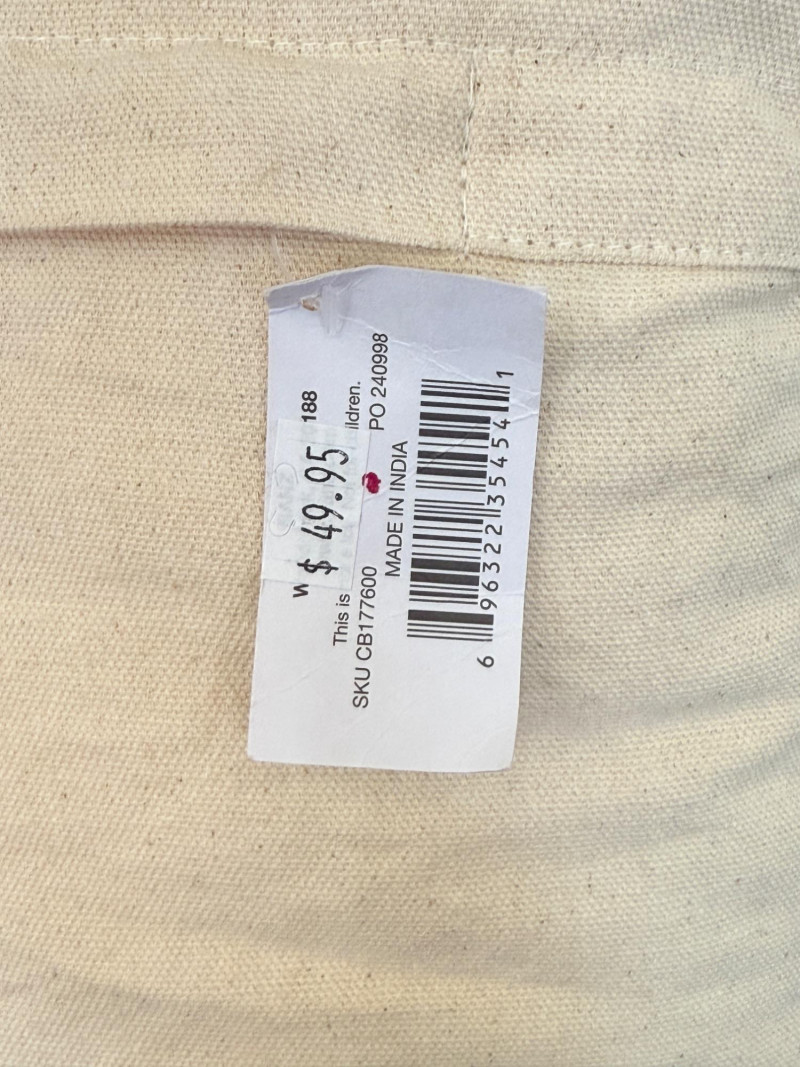 W 188
$ 49.95
This is ildren.
SKU CB177600 PO 240998
MADE IN INDIA
6 96322 35454 1